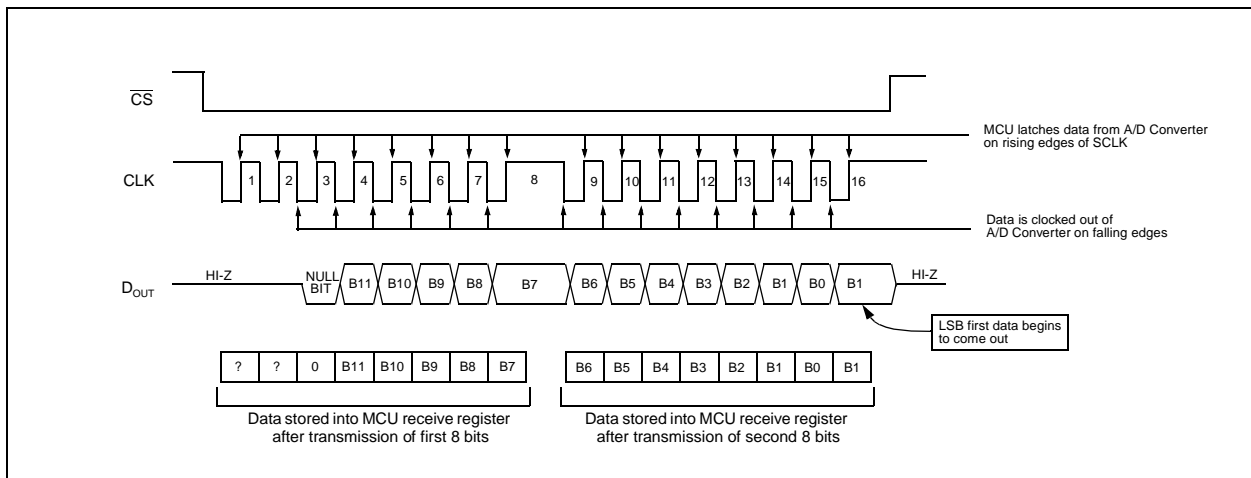 CS
MCU latches data from A/D Converter
on rising edges of SCLK
CLK
1 2 3 4 5 6 7 8 9 10 11 12 13 14 15 16
Data is clocked out of
A/D Converter on falling edges
DOUT
HI-Z
NULL
BIT
B11 B10 B9 B8 B7 B6 B5 B4 B3 B2 B1 B0 B1
HI-Z
LSB first data begins
to come out
? ? 0 B11 B10 B9 B8 B7
B6 B5 B4 B3 B2 B1 B0 B1
Data stored into MCU receive register
after transmission of first 8 bits
Data stored into MCU receive register
after transmission of second 8 bits